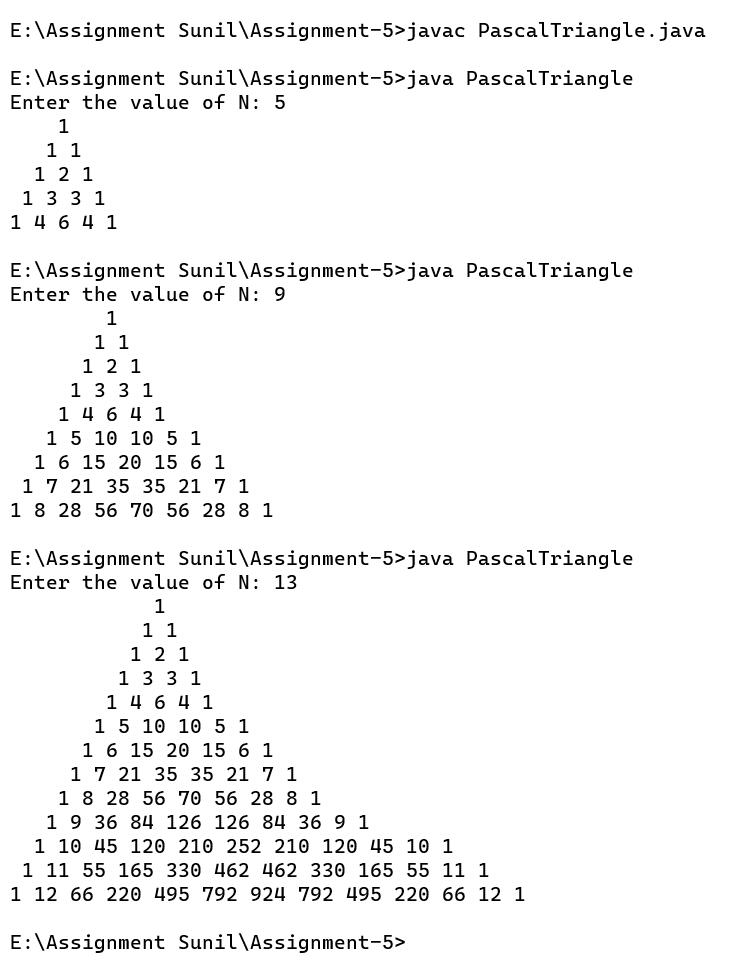 E:\Assignment Sunil\Assignment-5>javac PascalTriangle.java

E:\Assignment Sunil\Assignment-5>java PascalTriangle
Enter the value of N: 5
    1
   1 1
  1 2 1
 1 3 3 1
1 4 6 4 1

E:\Assignment Sunil\Assignment-5>java PascalTriangle
Enter the value of N: 9
        1
       1 1
      1 2 1
     1 3 3 1
    1 4 6 4 1
   1 5 10 10 5 1
  1 6 15 20 15 6 1
 1 7 21 35 35 21 7 1
1 8 28 56 70 56 28 8 1

E:\Assignment Sunil\Assignment-5>java PascalTriangle
Enter the value of N: 13
            1
           1 1
          1 2 1
         1 3 3 1
        1 4 6 4 1
       1 5 10 10 5 1
      1 6 15 20 15 6 1
     1 7 21 35 35 21 7 1
    1 8 28 56 70 56 28 8 1
   1 9 36 84 126 126 84 36 9 1
  1 10 45 120 210 252 210 120 45 10 1
 1 11 55 165 330 462 462 330 165 55 11 1
1 12 66 220 495 792 924 792 495 220 66 12 1

E:\Assignment Sunil\Assignment-5>